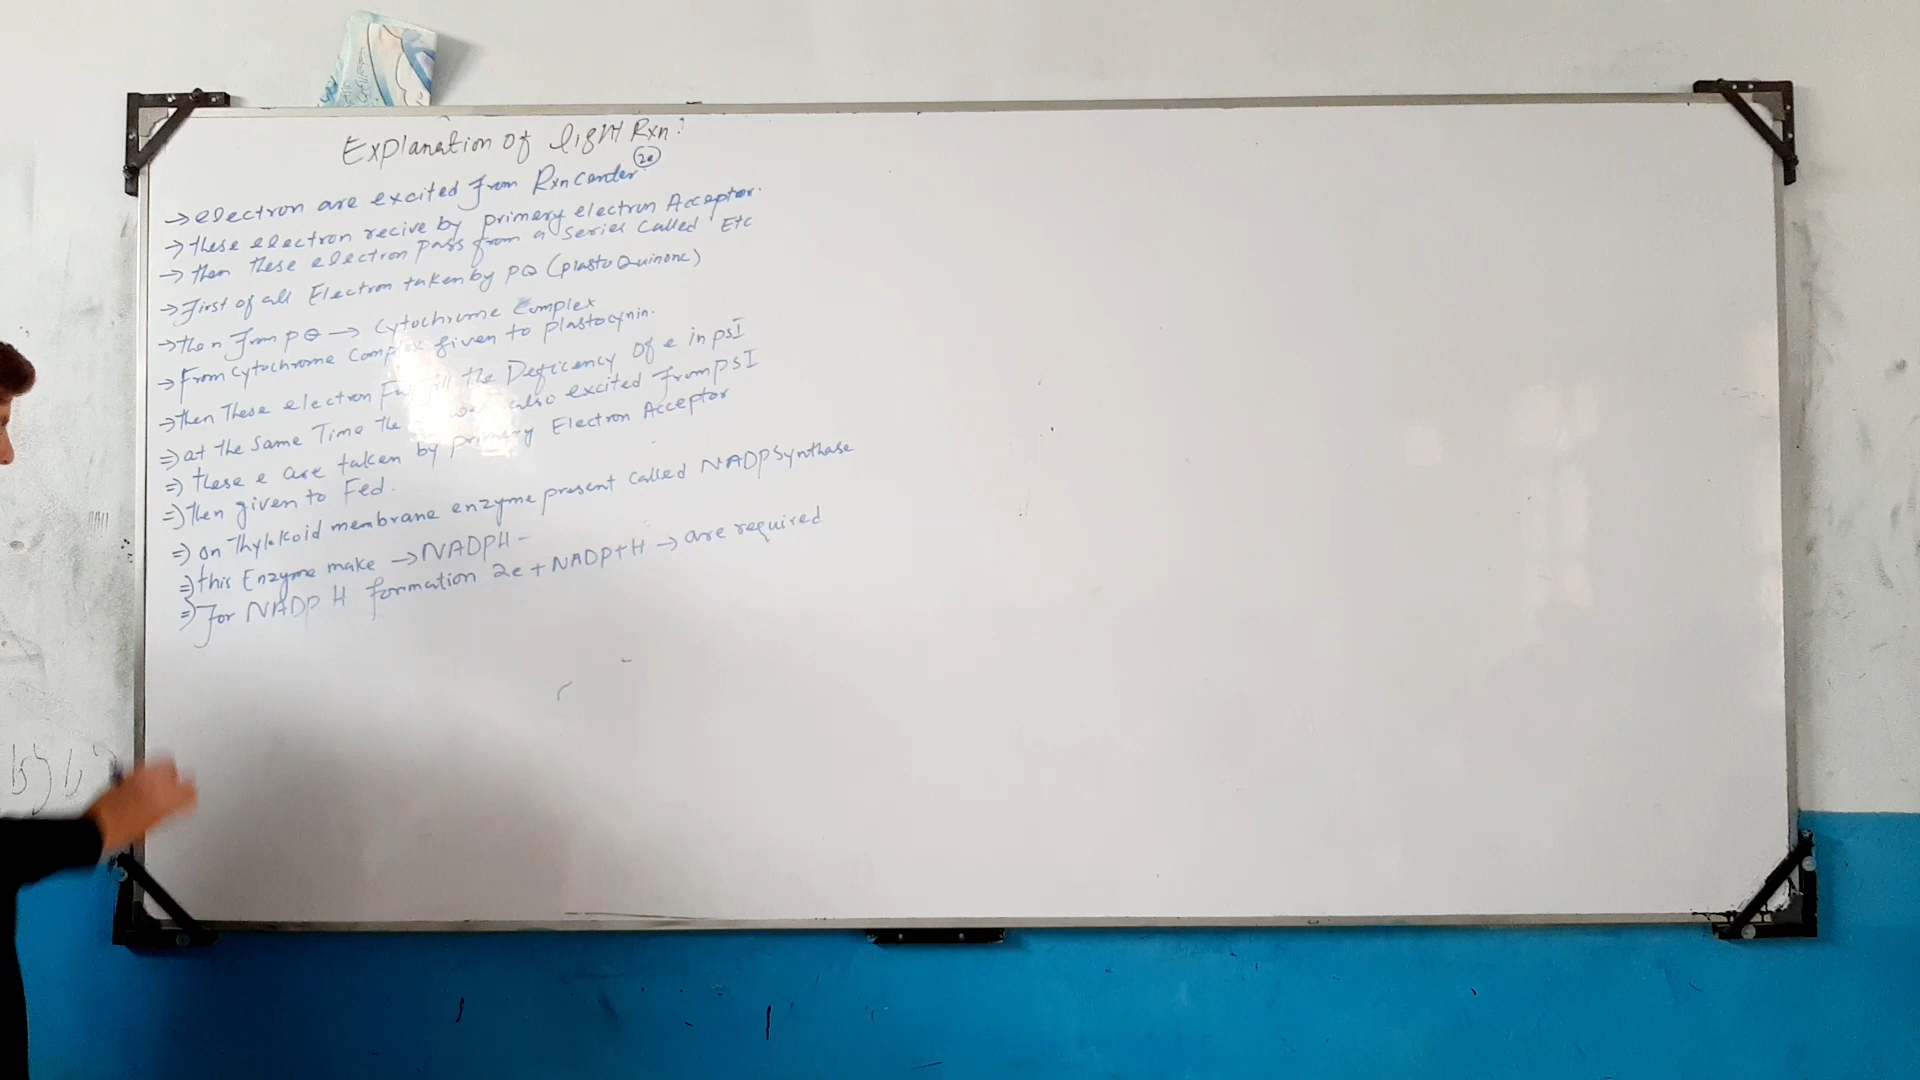 Explanation of light Rxn:
→ electron are excited from Rxn Center 2e
→ these electron recive by primery electron Acceptor.
→ then these electron pass from a series called Etc
→ First of all Electron taken by PQ (plasto Quinone)
→ then from PQ → Cytochrome Complex
→ From cytochrome Complex given to plastocynin.
→ then These electron Full fill the Deficency of e in PSI
⇒ at the same Time the also excited from PSI
⇒ these e are taken by primary Electron Acceptor
⇒ then given to Fed.
⇒ on thylakoid membrane enzyme present called NADP Synthase
⇒ this Enzyme make → NADPH -
⇒ for NADP H formation 2e + NADP + H → are required